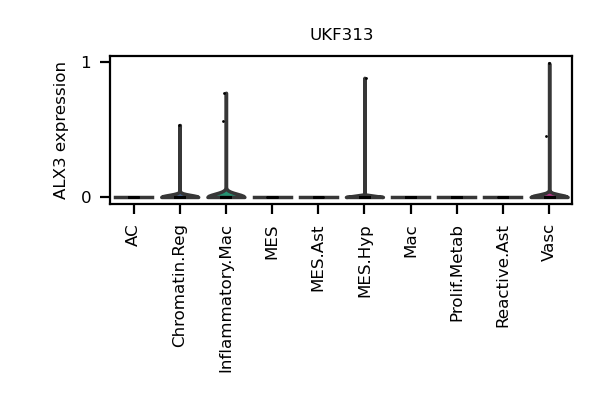 UKF313
ALX3 expression
1
0
AC
Chromatin.Reg
Inflammatory.Mac
MES
MES.Ast
MES.Hyp
Mac
Prolif.Metab
Reactive.Ast
Vasc